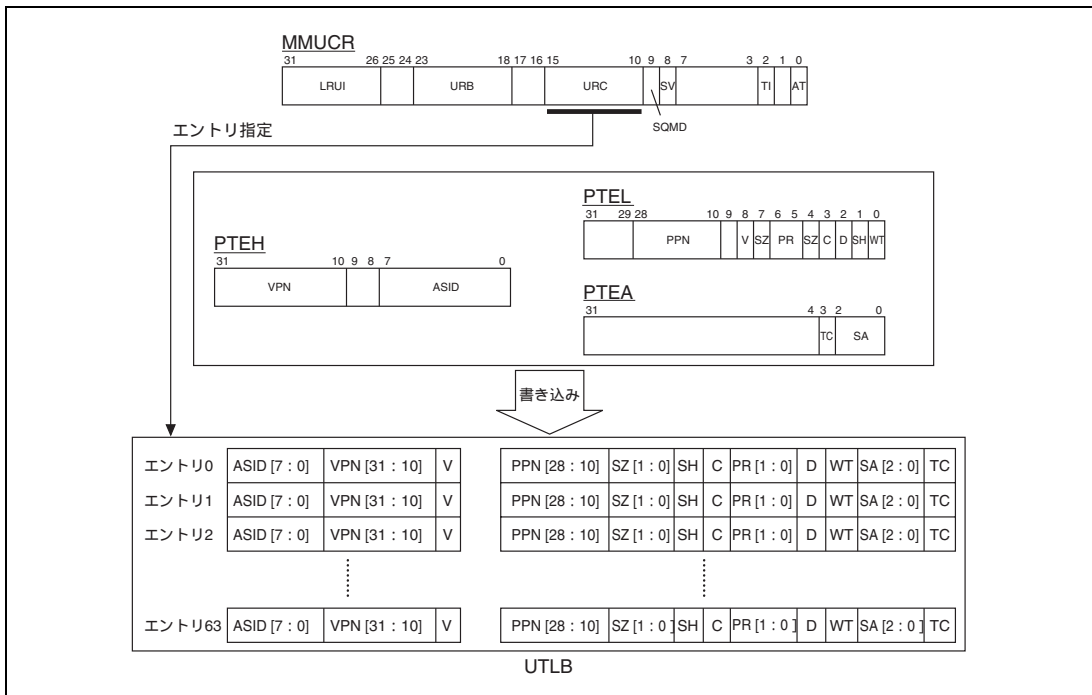 MMUCR
31 26 25 24 23 18 17 16 15 10 9 8 7 3 2 1 0
LRUI URB URC SV TI AT
SQMD
エントリ指定
PTEL
31 29 28 10 9 8 7 6 5 4 3 2 1 0
PPN V SZ PR SZ C D SH WT
PTEH
31 10 9 8 7 0
VPN ASID
PTEA
31 4 3 2 0
TC SA
書き込み
エントリ0 ASID [7 : 0] VPN [31 : 10] V PPN [28 : 10] SZ [1 : 0] SH C PR [1 : 0] D WT SA [2 : 0] TC
エントリ1 ASID [7 : 0] VPN [31 : 10] V PPN [28 : 10] SZ [1 : 0] SH C PR [1 : 0] D WT SA [2 : 0] TC
エントリ2 ASID [7 : 0] VPN [31 : 10] V PPN [28 : 10] SZ [1 : 0] SH C PR [1 : 0] D WT SA [2 : 0] TC
エントリ63 ASID [7 : 0] VPN [31 : 10] V PPN [28 : 10] SZ [1 : 0] SH C PR [1 : 0] D WT SA [2 : 0] TC
UTLB